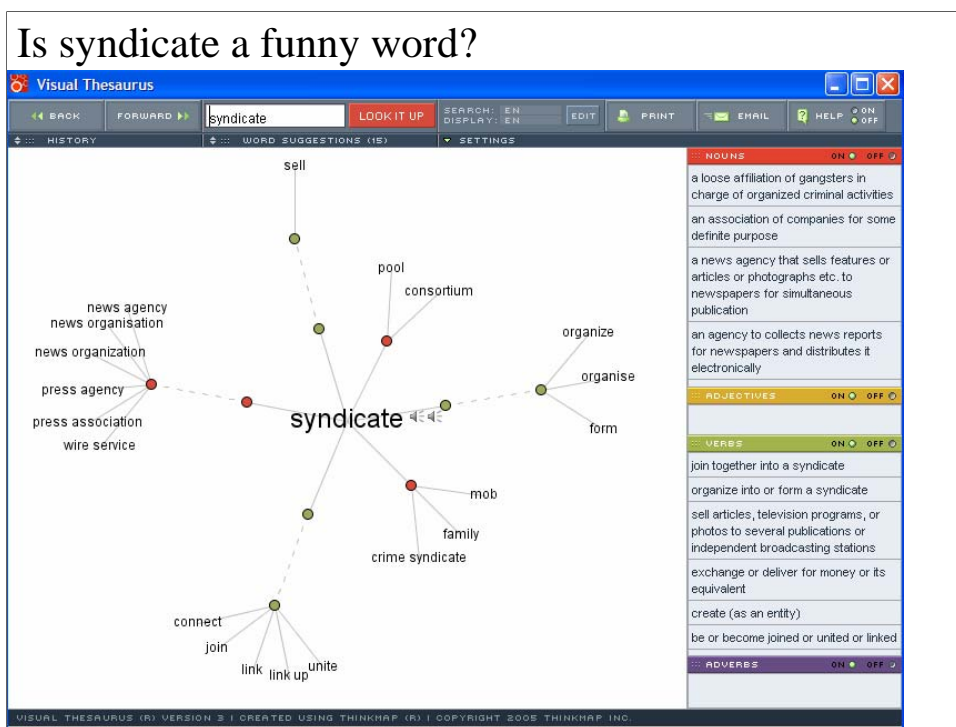 Is syndicate a funny word?
Visual Thesaurus
BACK FORWARD syndicate LOOK IT UP SEARCH: EN EDIT PRINT EMAIL HELP ON
DISPLAY: EN OFF
HISTORY WORD SUGGESTIONS (15) SETTINGS
sell
pool
consortium
news agency
news organisation
news organization
press agency
press association
wire service
organize
organise
form
syndicate
mob
family
crime syndicate
connect
join
link
link up
unite
NOUNS ON OFF
a loose affiliation of gangsters in
charge of organized criminal activities
an association of companies for some
definite purpose
a news agency that sells features or
articles or photographs etc. to
newspapers for simultaneous
publication
an agency to collects news reports
for newspapers and distributes it
electronically
ADJECTIVES ON OFF
VERBS ON OFF
join together into a syndicate
organize into or form a syndicate
sell articles, television programs, or
photos to several publications or
independent broadcasting stations
exchange or deliver for money or its
equivalent
create (as an entity)
be or become joined or united or linked
ADVERBS ON OFF
VISUAL THESAURUS (R) VERSION 3 | CREATED USING THINKMAP (R) | COPYRIGHT 2005 THINKMAP INC.